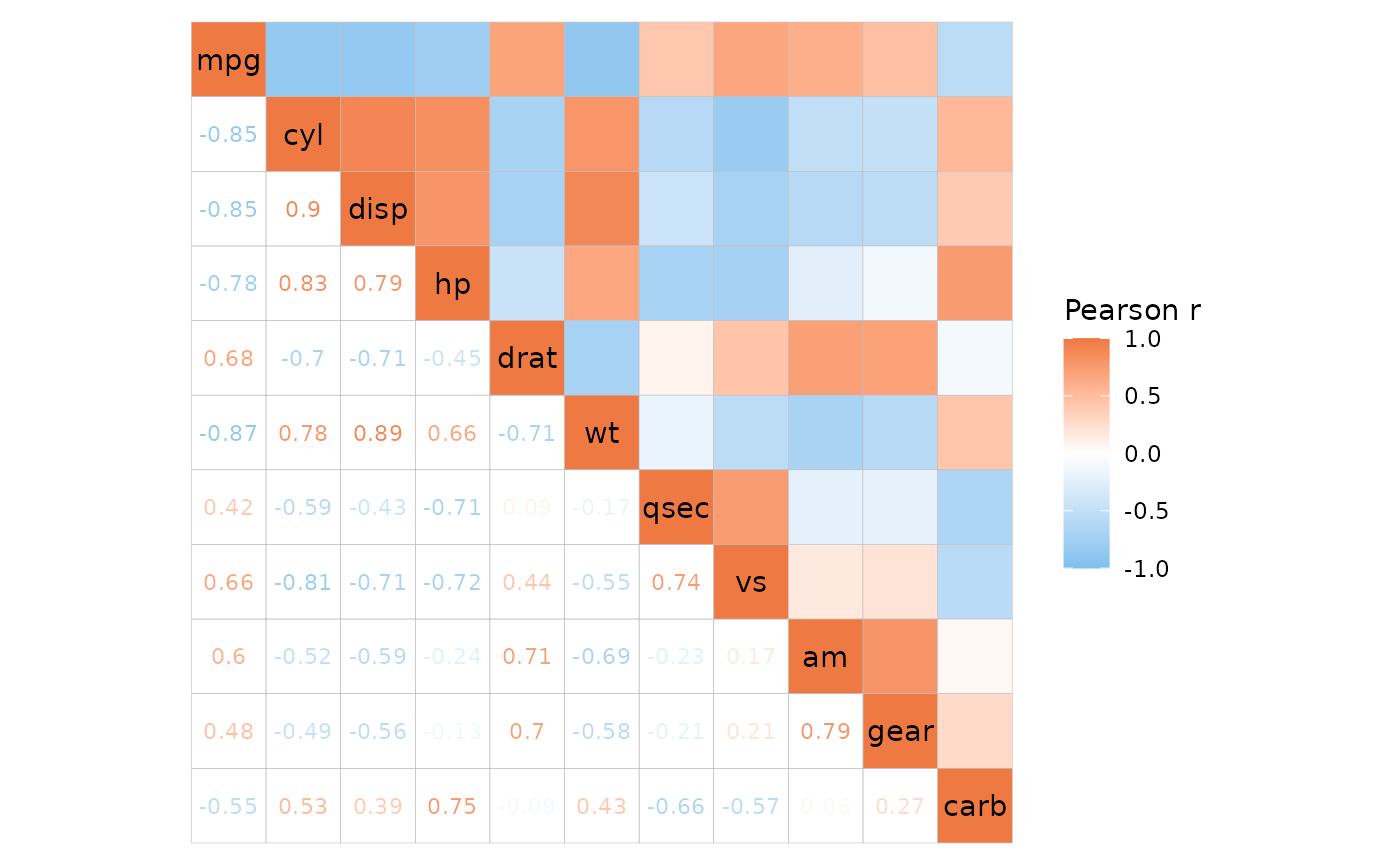 mpg
-0.85 cyl
-0.85 0.9 disp
-0.78 0.83 0.79 hp
0.68 -0.7 -0.71 -0.45 drat
-0.87 0.78 0.89 0.66 -0.71 wt
0.42 -0.59 -0.43 -0.71 0.09 -0.17 qsec
0.66 -0.81 -0.71 -0.72 0.44 -0.55 0.74 vs
0.6 -0.52 -0.59 -0.24 0.71 -0.69 -0.23 0.17 am
0.48 -0.49 -0.56 -0.13 0.7 -0.58 -0.21 0.21 0.79 gear
-0.55 0.53 0.39 0.75 -0.09 0.43 -0.66 -0.57 0.06 0.27 carb
Pearson r
1.0
0.5
0.0
-0.5
-1.0